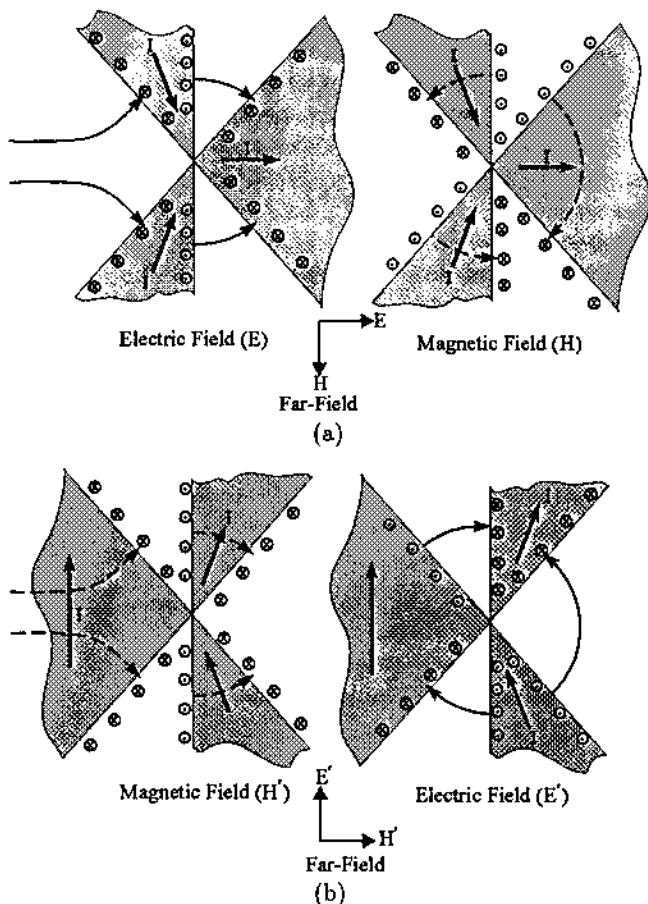 I
I
I
I
I
I
Electric Field (E)
E
H
Far-Field
Magnetic Field (H)
(a)
I
I
I
I
Magnetic Field (H′)
E′
H′
Far-Field
Electric Field (E′)
(b)